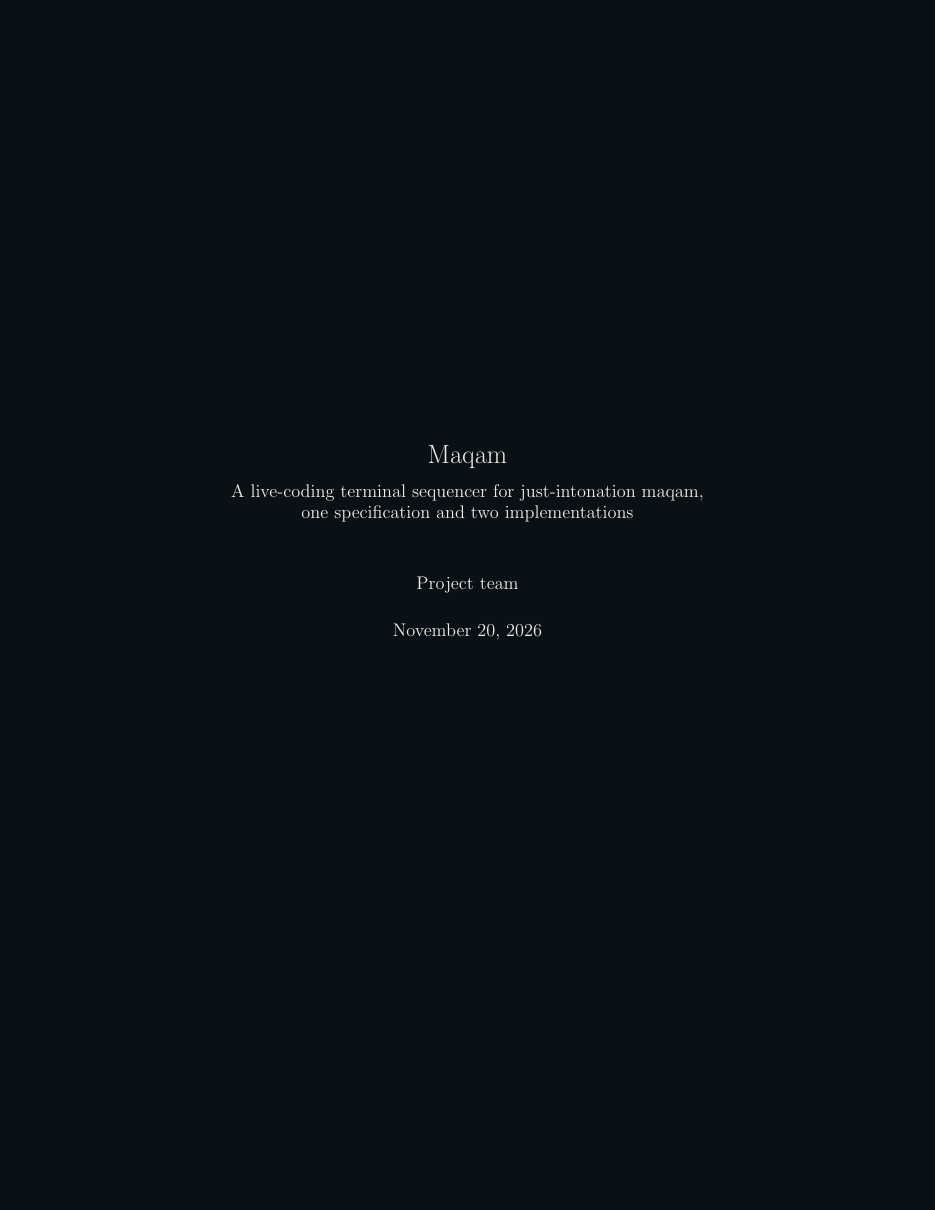 Maqam
A live-coding terminal sequencer for just-intonation maqam,
one specification and two implementations
Project team
November 20, 2026